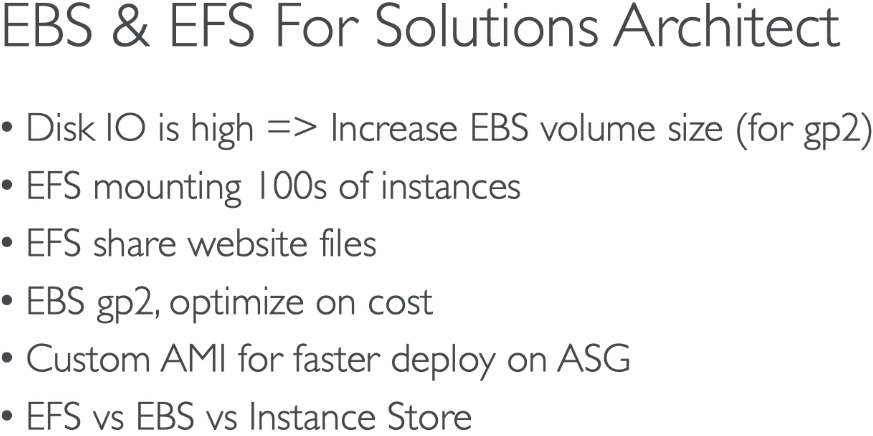 EBS & EFS For Solutions Architect
• Disk IO is high => Increase EBS volume size (for gp2)
• EFS mounting 100s of instances
• EFS share website files
• EBS gp2, optimize on cost
• Custom AMI for faster deploy on ASG
• EFS vs EBS vs Instance Store